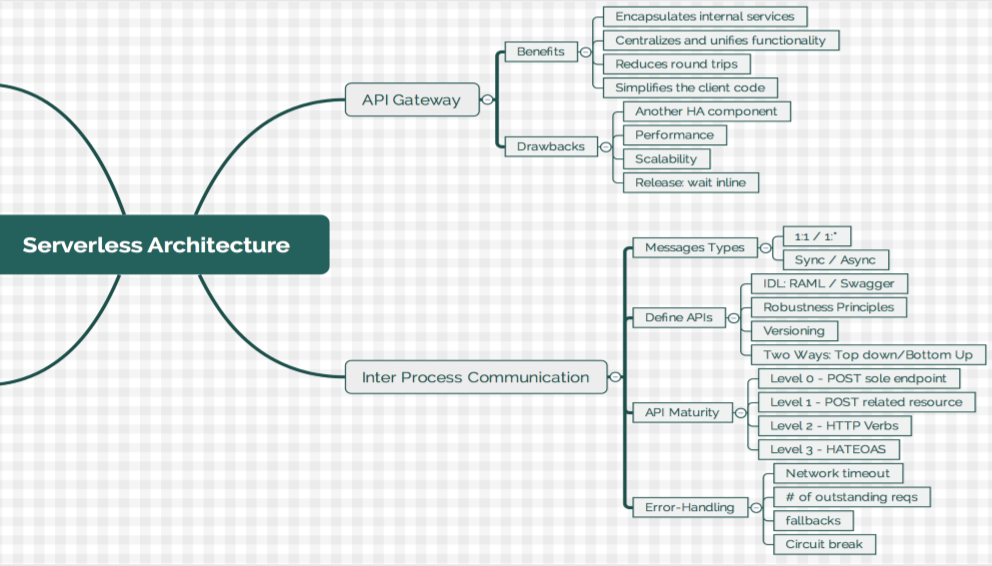 Serverless Architecture
API Gateway
Benefits
Encapsulates internal services
Centralizes and unifies functionality
Reduces round trips
Simplifies the client code
Drawbacks
Another HA component
Performance
Scalability
Release: wait inline
Inter Process Communication
Messages Types
1:1 / 1:*
Sync / Async
Define APIs
IDL: RAML / Swagger
Robustness Principles
Versioning
Two Ways: Top down/Bottom Up
API Maturity
Level 0 - POST sole endpoint
Level 1 - POST related resource
Level 2 - HTTP Verbs
Level 3 - HATEOAS
Error-Handling
Network timeout
# of outstanding reqs
fallbacks
Circuit break